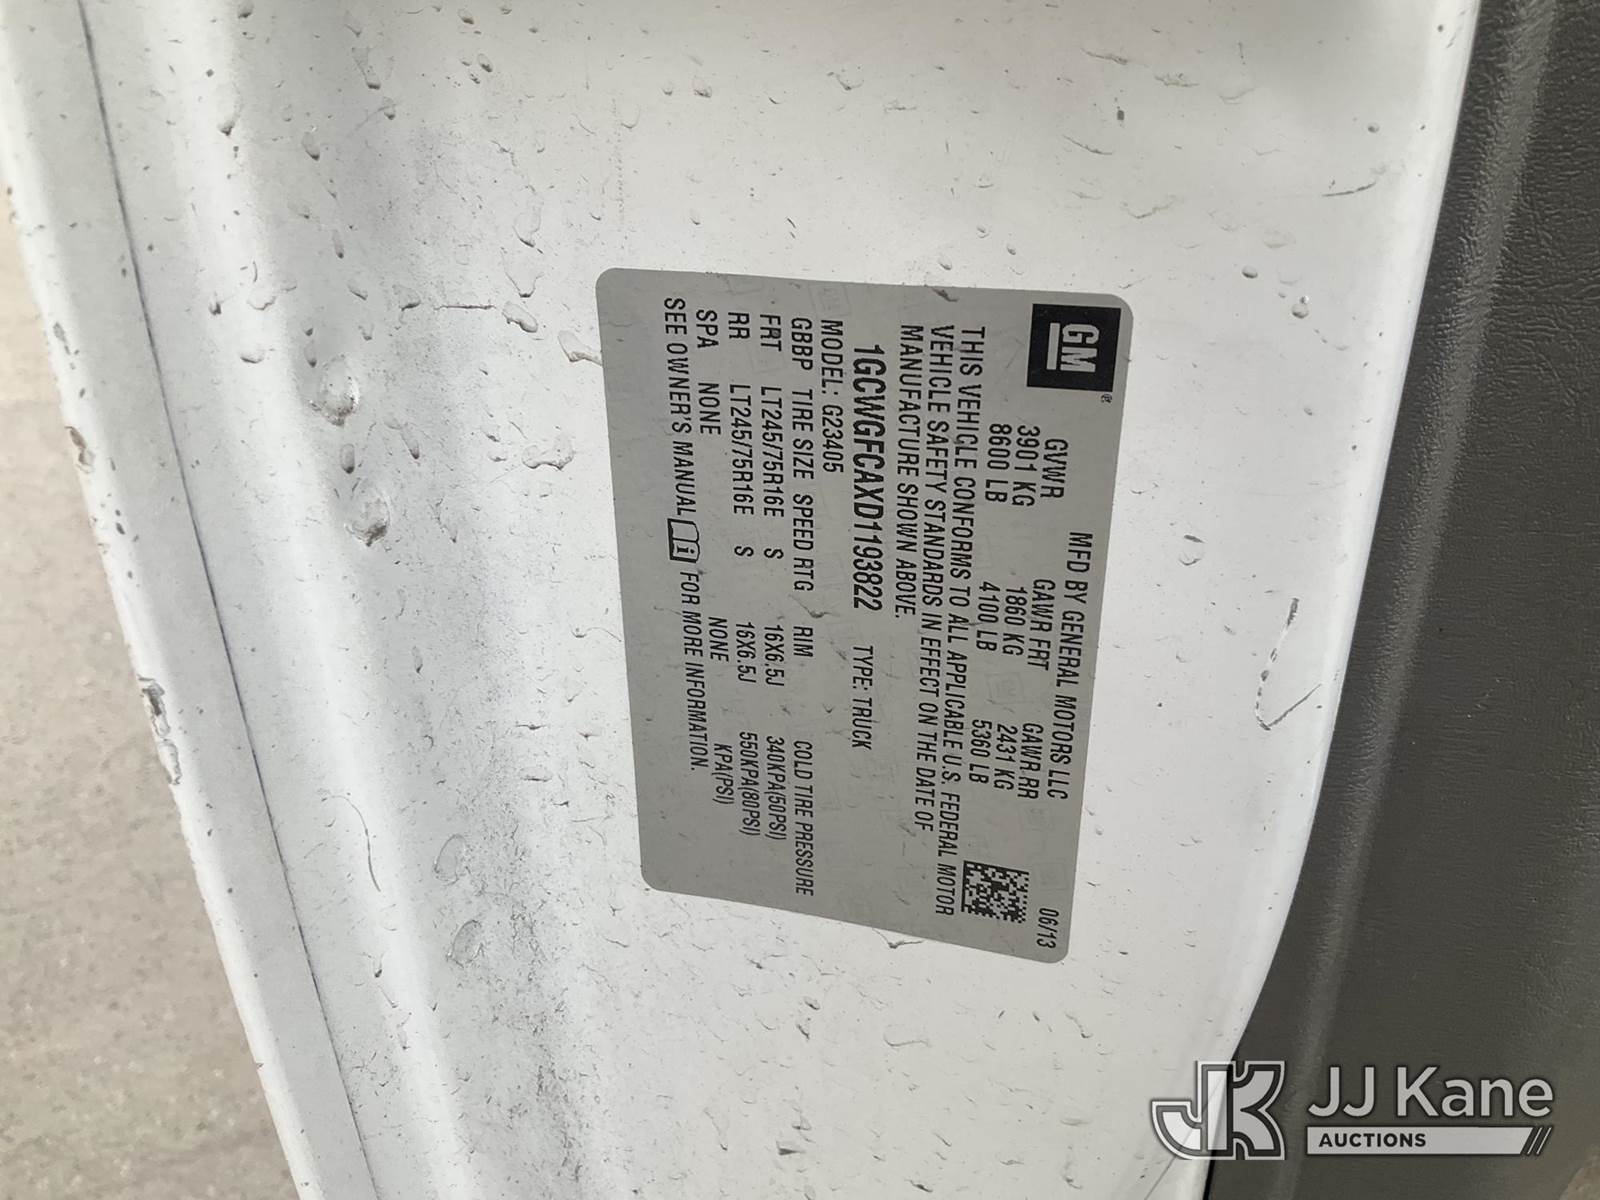 GM®
MFD BY GENERAL MOTORS LLC 06/13
GVWR GAWR FRT GAWR RR
3901 KG 1860 KG 2431 KG
8600 LB 4100 LB 5360 LB
THIS VEHICLE CONFORMS TO ALL APPLICABLE U.S. FEDERAL MOTOR
VEHICLE SAFETY STANDARDS IN EFFECT ON THE DATE OF
MANUFACTURE SHOWN ABOVE.
1GCWGFCAXD1193822 TYPE: TRUCK
MODEL: G23405
GBBP TIRE SIZE SPEED RTG RIM COLD TIRE PRESSURE
FRT LT245/75R16E S 16X6.5J 340KPA(50PSI)
RR LT245/75R16E S 16X6.5J 550KPA(80PSI)
SPA NONE NONE KPA(PSI)
SEE OWNER'S MANUAL i FOR MORE INFORMATION.
JK JJ Kane
AUCTIONS